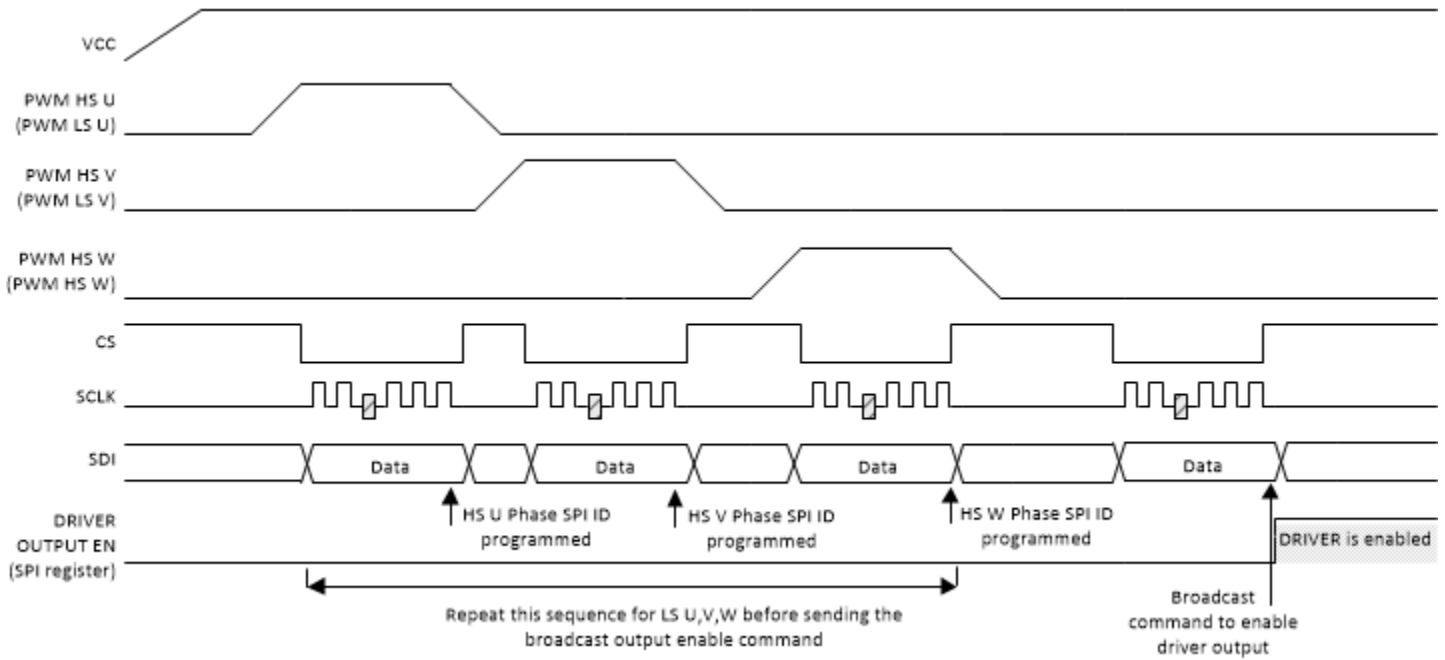 VCC
PWM HS U
(PWM LS U)
PWM HS V
(PWM LS V)
PWM HS W
(PWM HS W)
CS
SCLK
SDI
Data
Data
Data
Data
HS U Phase SPI ID
programmed
HS V Phase SPI ID
programmed
HS W Phase SPI ID
programmed
DRIVER
OUTPUT EN
(SPI register)
DRIVER is enabled
Repeat this sequence for LS U,V,W before sending the
broadcast output enable command
Broadcast
command to enable
driver output